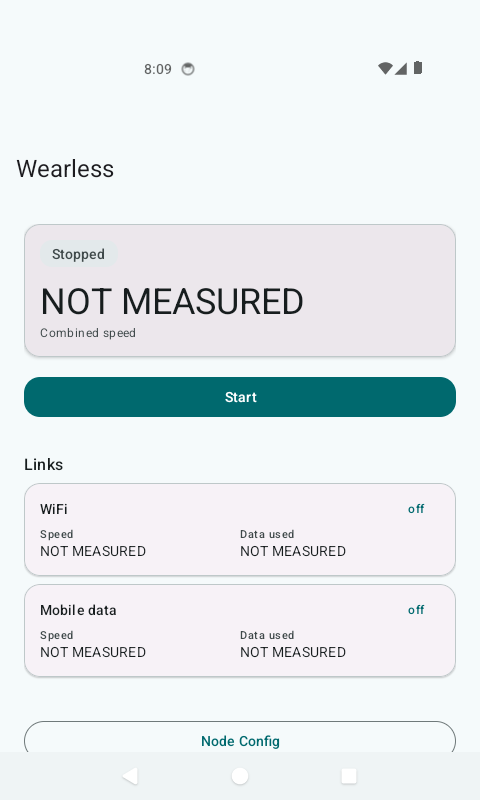 8:09
Wearless
Stopped
NOT MEASURED
Combined speed
Start
Links
WiFi off
Speed Data used
NOT MEASURED NOT MEASURED
Mobile data off
Speed Data used
NOT MEASURED NOT MEASURED
Node Config